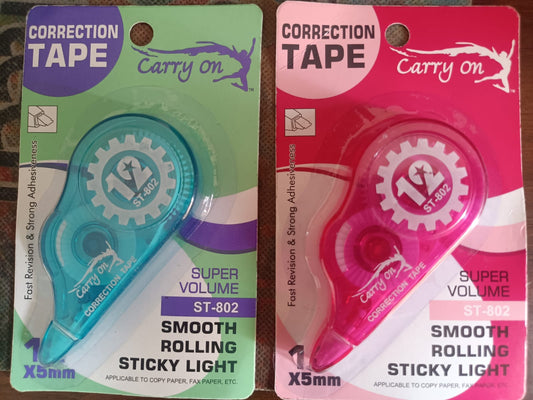 CORRECTION
TAPE
Carry On
™
Fast Revision & Strong Adhesiveness
12
ST-802
Carry On
CORRECTION TAPE
SUPER
VOLUME
ST-802
SMOOTH
ROLLING
STICKY LIGHT
X5mm
APPLICABLE TO COPY PAPER, FAX PAPER, ETC.
CORRECTION
TAPE
Carry On
™
Fast Revision & Strong Adhesiveness
12
ST-802
Carry On
CORRECTION TAPE
SUPER
VOLUME
ST-802
SMOOTH
ROLLING
STICKY LIGHT
X5mm
APPLICABLE TO COPY PAPER, FAX PAPER, ETC.